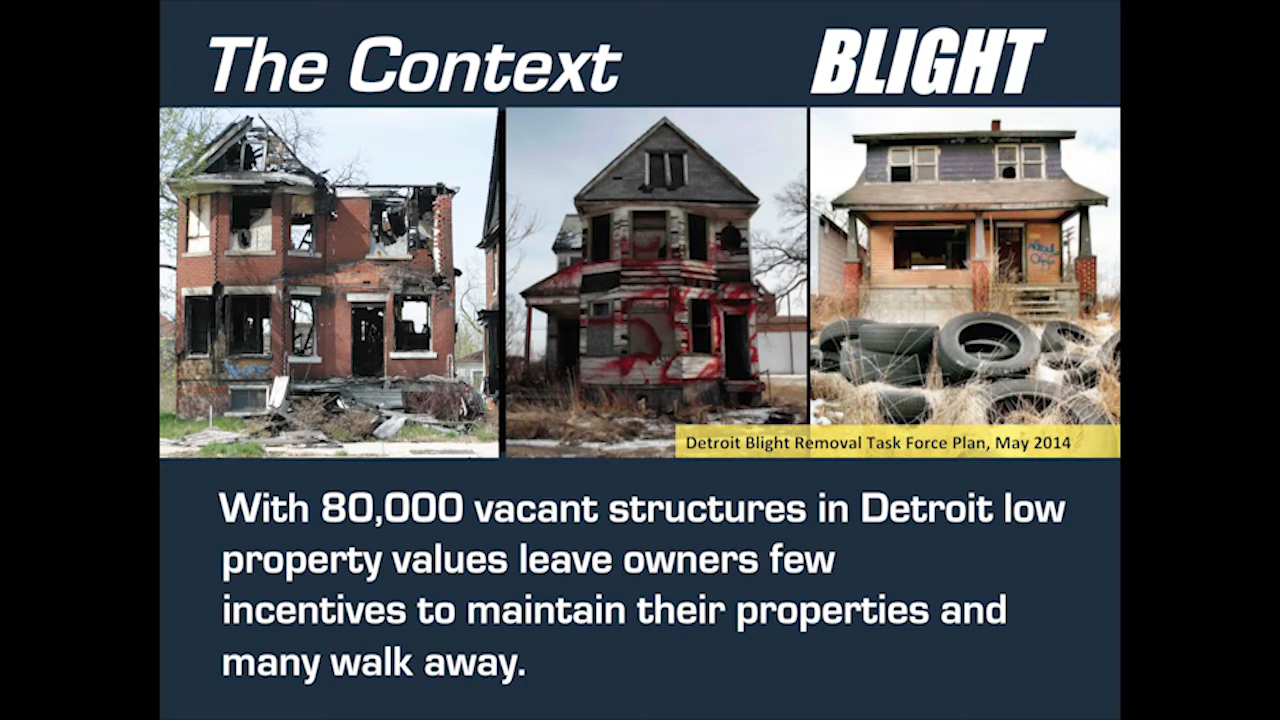 The Context
BLIGHT
Detroit Blight Removal Task Force Plan, May 2014
With 80,000 vacant structures in Detroit low
property values leave owners few
incentives to maintain their properties and
many walk away.